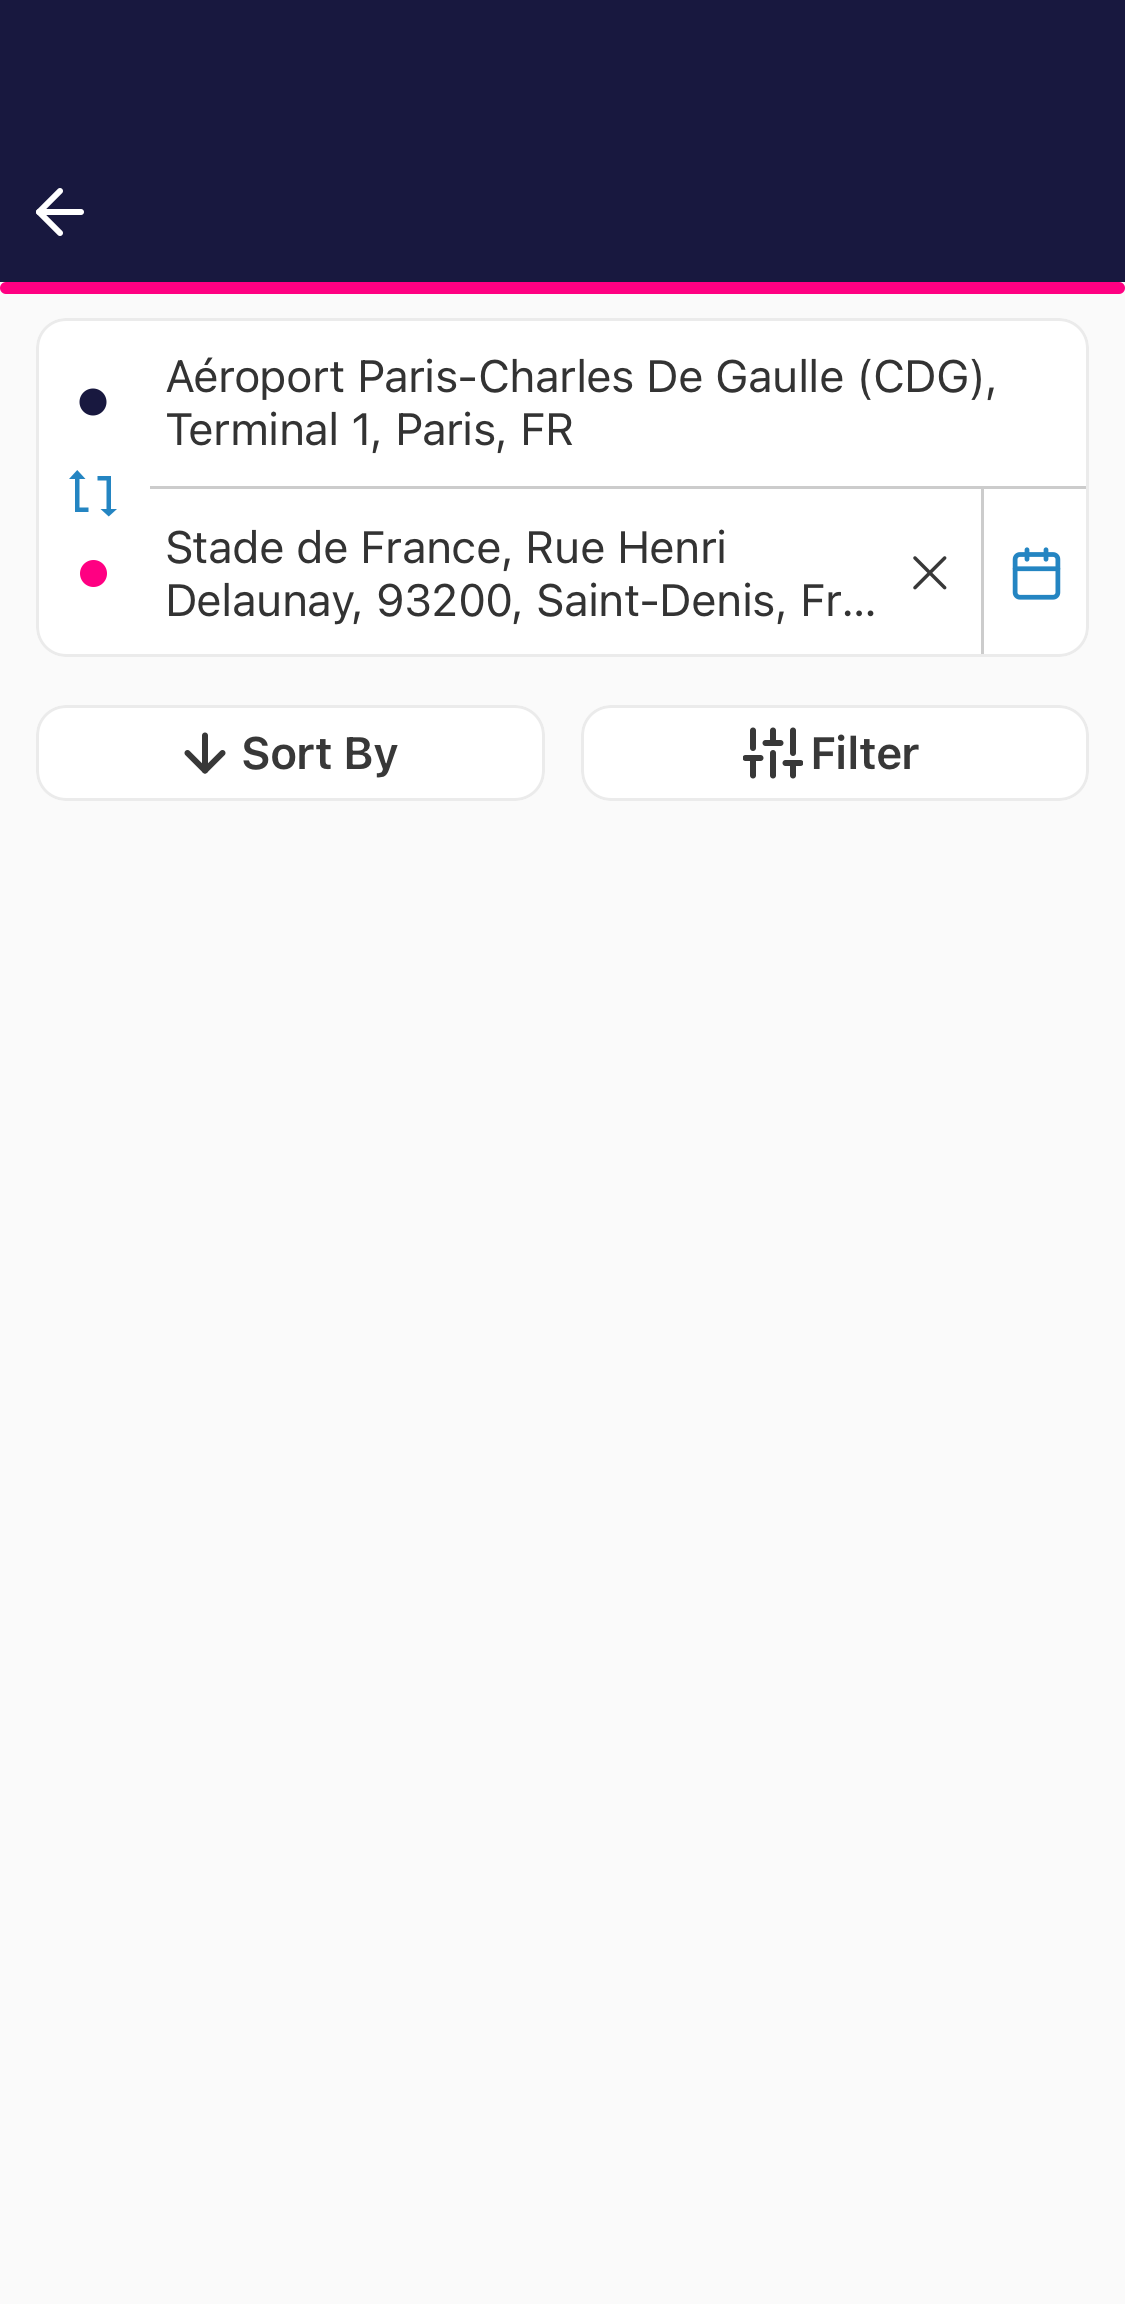 Aéroport Paris-Charles De Gaulle (CDG),
Terminal 1, Paris, FR
Stade de France, Rue Henri
Delaunay, 93200, Saint-Denis, Fr...
Sort By
Filter